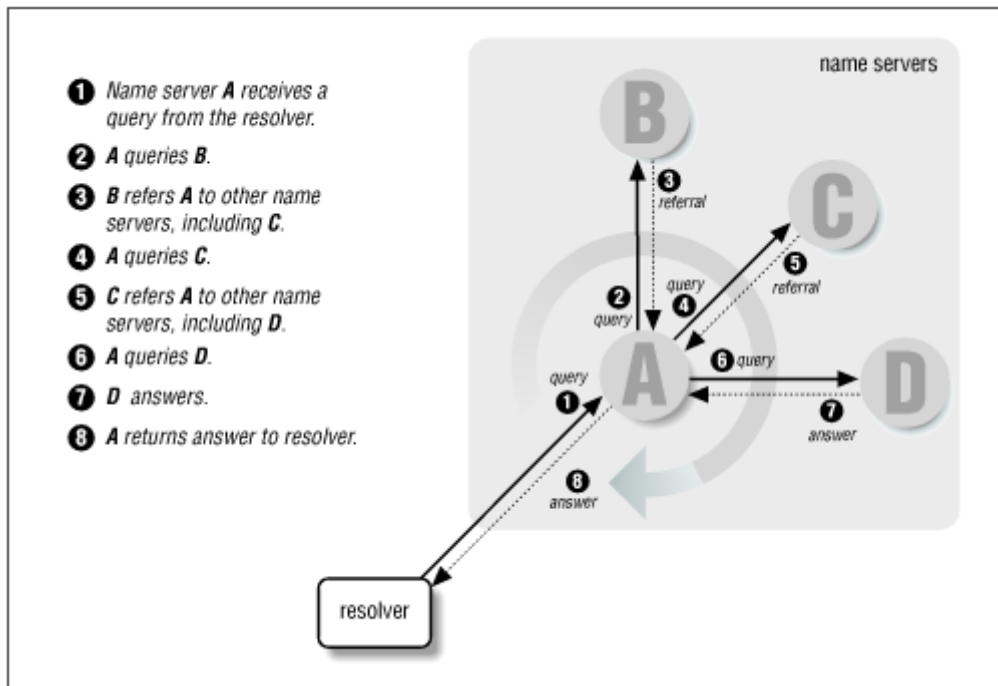 1 Name server A receives a
query from the resolver.
2 A queries B.
3 B refers A to other name
servers, including C.
4 A queries C.
5 C refers A to other name
servers, including D.
6 A queries D.
7 D answers.
8 A returns answer to resolver.
name servers
B
3
referral
C
5
referral
2
query
query
4
A
6 query
D
7
answer
query
1
8
answer
resolver